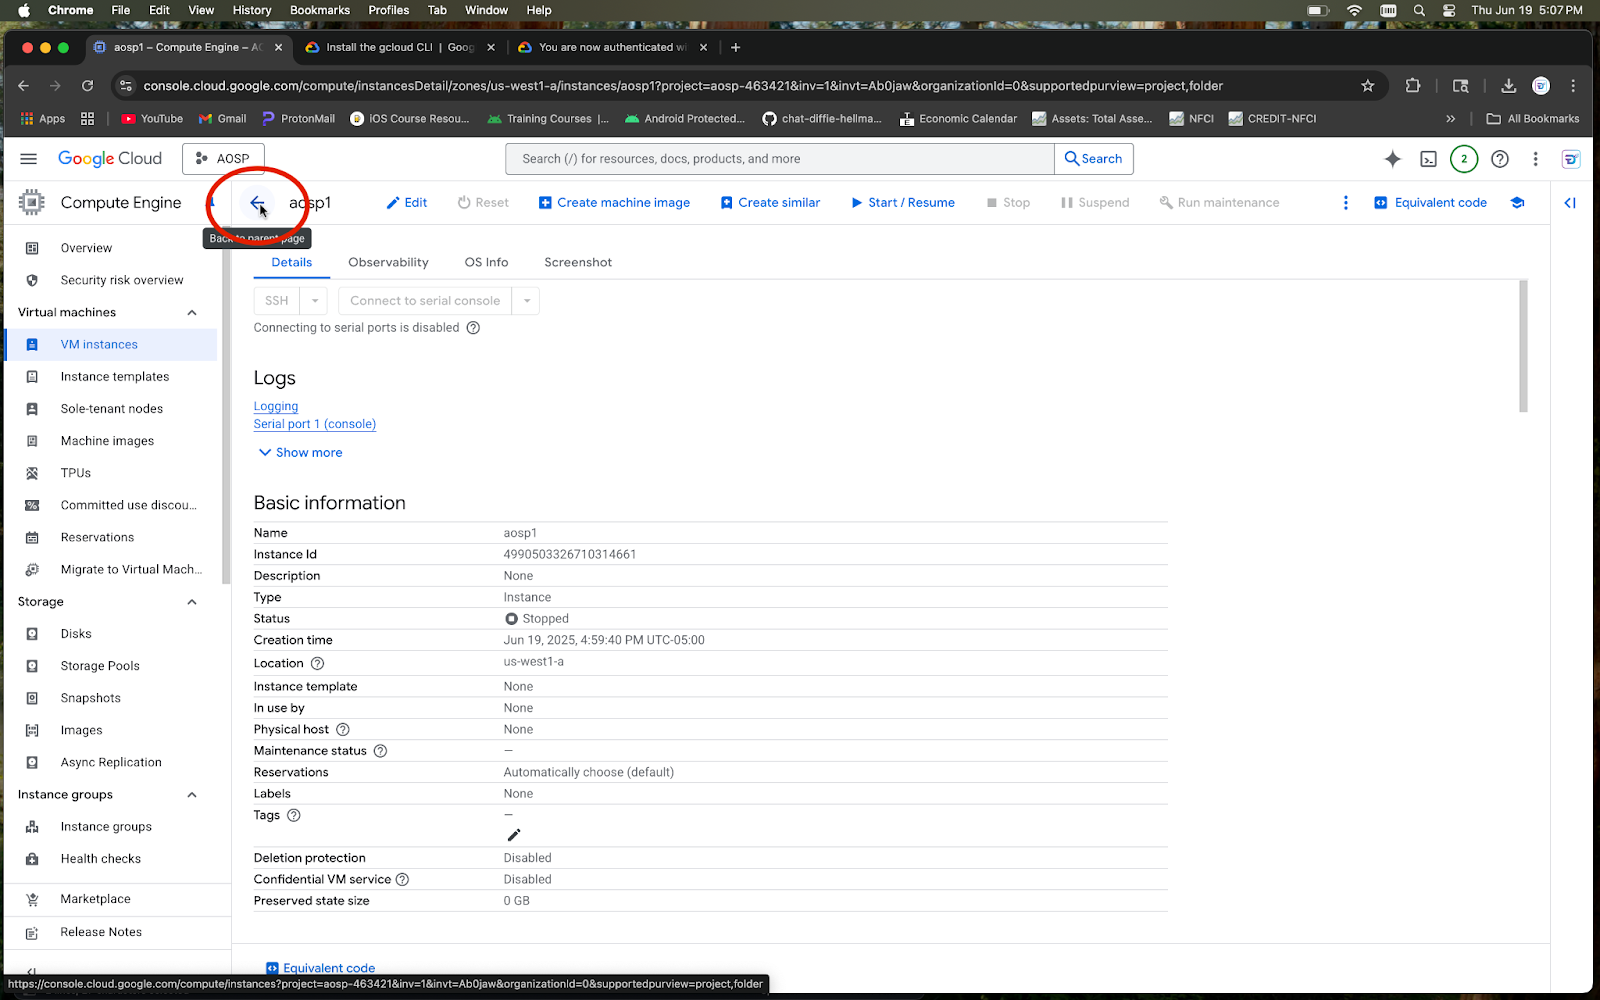 Chrome File Edit View History Bookmarks Profiles Tab Window Help Thu Jun 19 5:07 PM
aosp1 – Compute Engine – AO Install the gcloud CLI | Goog You are now authenticated wi
console.cloud.google.com/compute/instancesDetail/zones/us-west1-a/instances/aosp1?project=aosp-463421&inv=1&invt=Ab0jaw&organizationId=0&supportedpurview=project,folder
Apps YouTube Gmail ProtonMail iOS Course Resou... Training Courses |... Android Protected... chat-diffie-hellma... Economic Calendar Assets: Total Asse... NFCI CREDIT-NFCI » All Bookmarks
Google Cloud AOSP Search (/) for resources, docs, products, and more Search 2
Compute Engine aosp1 Edit Reset Create machine image Create similar Start / Resume Stop Suspend Run maintenance Equivalent code
Back to parent page
Overview
Security risk overview
Virtual machines
VM instances
Instance templates
Sole-tenant nodes
Machine images
TPUs
Committed use discou...
Reservations
Migrate to Virtual Mach...
Storage
Disks
Storage Pools
Snapshots
Images
Async Replication
Instance groups
Instance groups
Health checks
Marketplace
Release Notes
Details Observability OS Info Screenshot
SSH Connect to serial console
Connecting to serial ports is disabled
Logs
Logging
Serial port 1 (console)
Show more
Basic information
Name aosp1
Instance Id 4990503326710314661
Description None
Type Instance
Status Stopped
Creation time Jun 19, 2025, 4:59:40 PM UTC-05:00
Location us-west1-a
Instance template None
In use by None
Physical host None
Maintenance status —
Reservations Automatically choose (default)
Labels None
Tags —
Deletion protection Disabled
Confidential VM service Disabled
Preserved state size 0 GB
Equivalent code
https://console.cloud.google.com/compute/instances?project=aosp-463421&inv=1&invt=Ab0jaw&organizationId=0&supportedpurview=project,folder